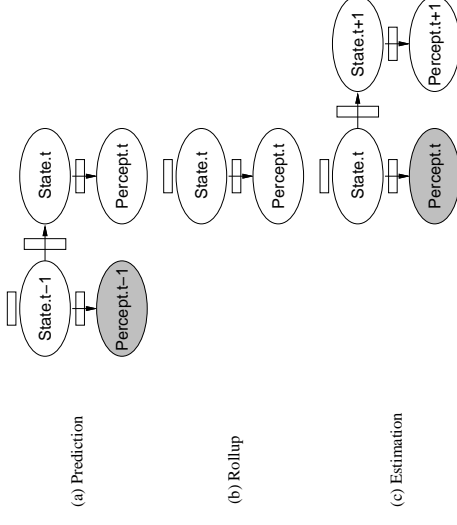 (a) Prediction
State.t−1
State.t
Percept.t−1
Percept.t
(b) Rollup
State.t
Percept.t
(c) Estimation
State.t
State.t+1
Percept.t
Percept.t+1